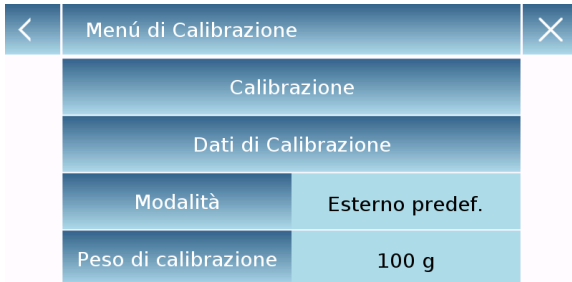 Menú di Calibrazione
Calibrazione
Dati di Calibrazione
Modalità Esterno predef.
Peso di calibrazione 100 g